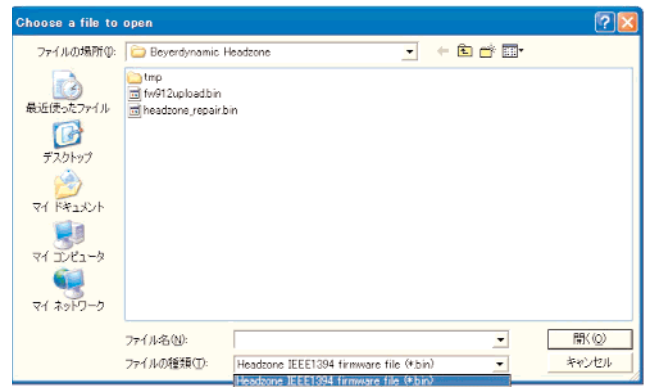 Choose a file to open
ファイルの場所(I):
Beyerdynamic Headzone
tmp
fw912upload.bin
headzone_repair.bin
最近使ったファイル
デスクトップ
マイ ドキュメント
マイ コンピュータ
マイ ネットワーク
ファイル名(N):
開く(O)
ファイルの種類(T):
Headzone IEEE1394 firmware file (*.bin)
キャンセル
Headzone IEEE1394 firmware file (*.bin)